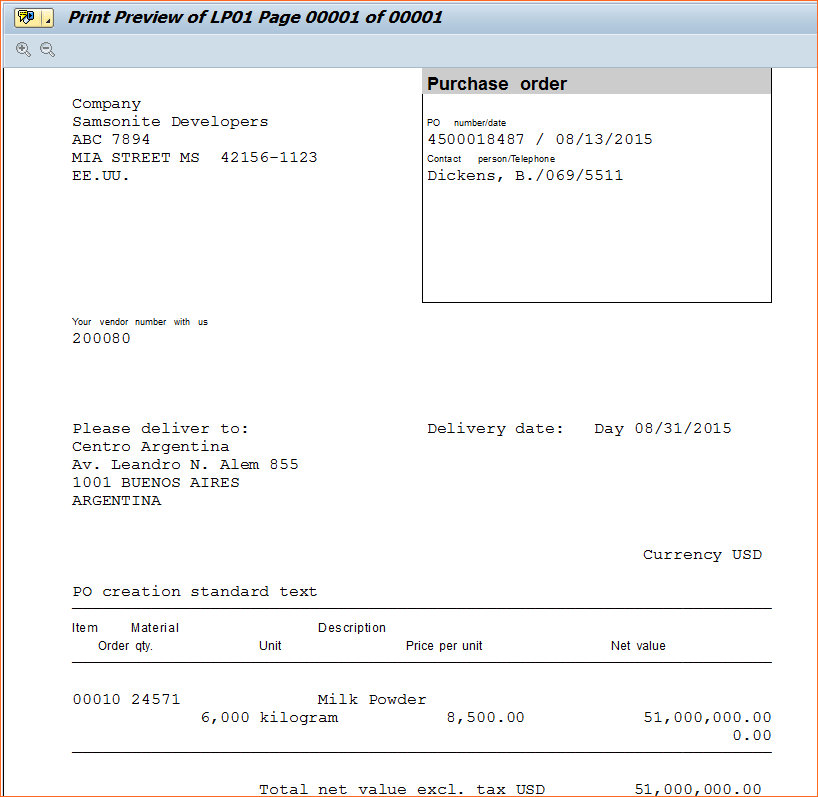 Print Preview of LP01 Page 00001 of 00001
Purchase order
Company
Samsonite Developers
ABC 7894
MIA STREET MS 42156-1123
EE.UU.
PO number/date
4500018487 / 08/13/2015
Contact person/Telephone
Dickens, B./069/5511
Your vendor number with us
200080
Please deliver to:
Centro Argentina
Av. Leandro N. Alem 855
1001 BUENOS AIRES
ARGENTINA
Delivery date: Day 08/31/2015
Currency USD
PO creation standard text
Item Material Description
Order qty. Unit Price per unit Net value
00010 24571 Milk Powder
6,000 kilogram 8,500.00 51,000,000.00
0.00
Total net value excl. tax USD 51,000,000.00